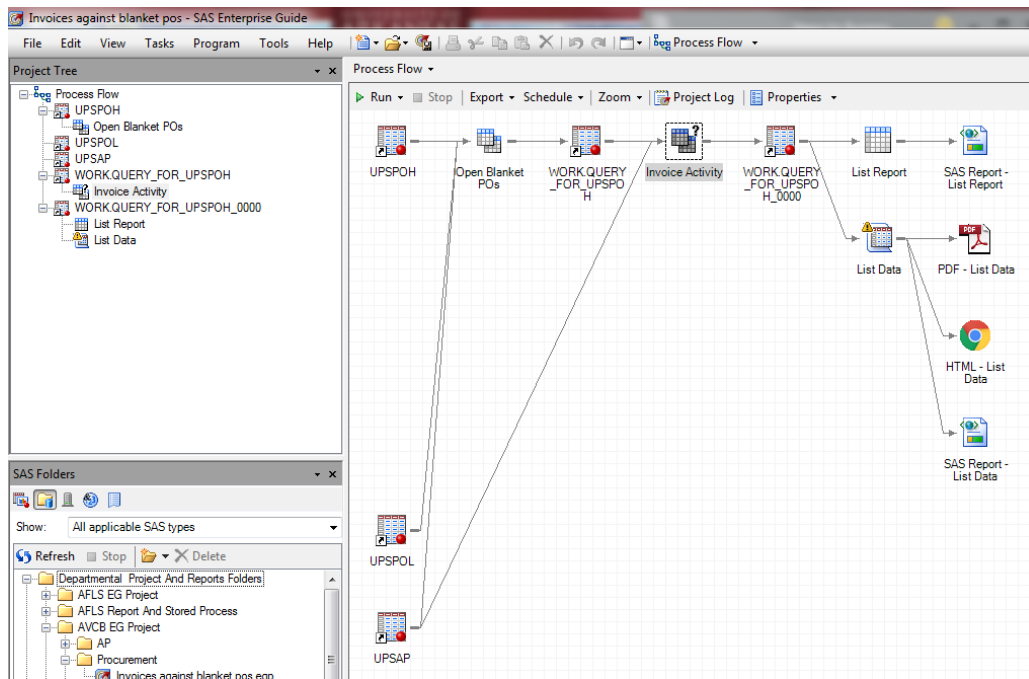 Invoices against blanket pos - SAS Enterprise Guide
File Edit View Tasks Program Tools Help Process Flow
Project Tree
Process Flow
Process Flow
UPSPOH
Open Blanket POs
UPSPOL
UPSAP
WORK.QUERY_FOR_UPSPOH
Invoice Activity
WORK.QUERY_FOR_UPSPOH_0000
List Report
List Data
Run Stop Export Schedule Zoom Project Log Properties
UPSPOH
Open Blanket
POs
WORK.QUERY
_FOR_UPSPO
H
?
Invoice Activity
WORK.QUERY
_FOR_UPSPO
H_0000
List Report
SAS Report -
List Report
List Data
PDF
PDF - List Data
HTML - List
Data
SAS Report -
List Data
UPSPOL
UPSAP
SAS Folders
Show: All applicable SAS types
Refresh Stop Delete
Departmental Project And Reports Folders
AFLS EG Project
AFLS Report And Stored Process
AVCB EG Project
AP
Procurement
Invoices against blanket pos.egp